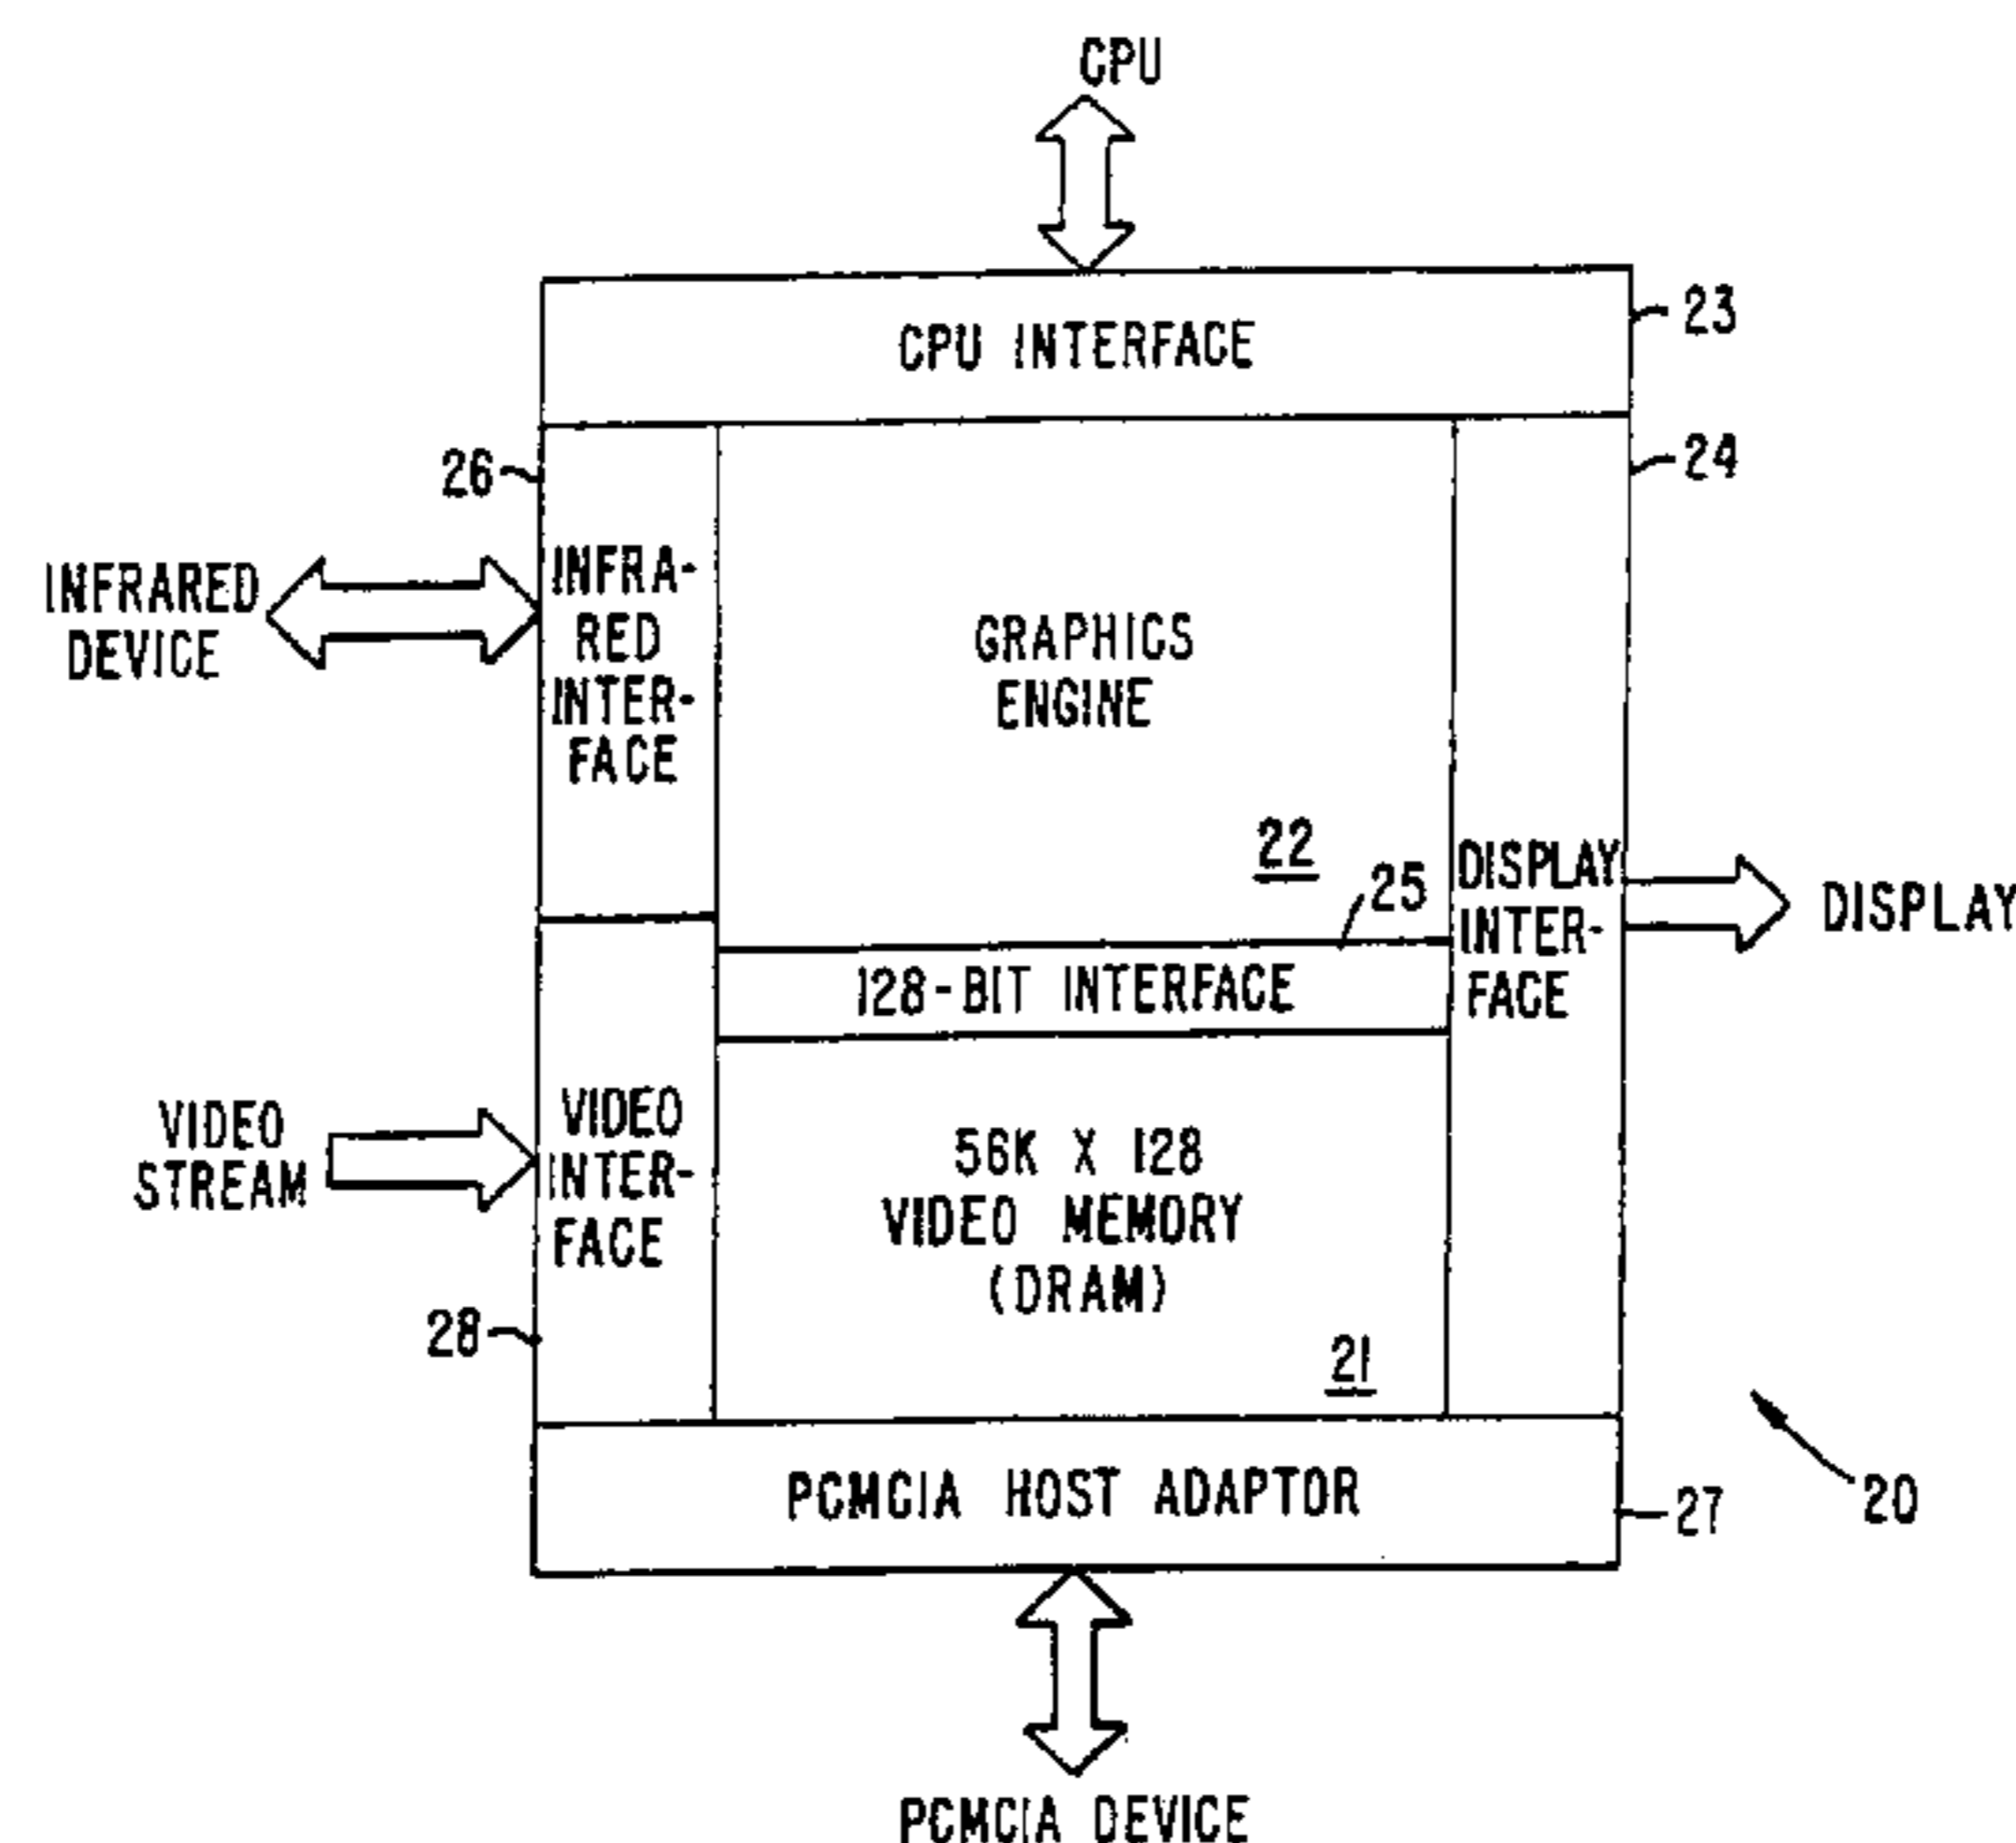 CPU
CPU INTERFACE
23
24
26
INFRARED
DEVICE
INFRA-
RED
INTER-
FACE
GRAPHICS
ENGINE
22
25
DISPLAY
INTER-
FACE
DISPLAY
128-BIT INTERFACE
VIDEO
STREAM
VIDEO
INTER-
FACE
28
56K X 128
VIDEO MEMORY
(DRAM)
21
PCMCIA HOST ADAPTOR
27
20
PCMCIA DEVICE